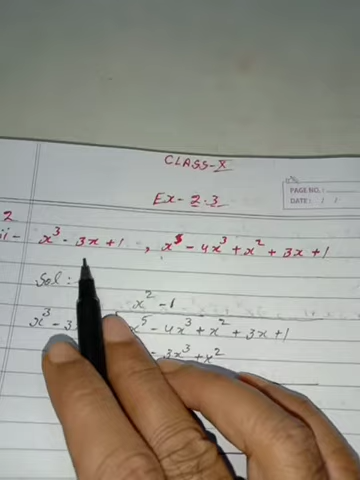 CLASS-X
Ex- 2.3
PAGE NO.:
DATE: / /
2
ii- x³ - 3x + 1 , x⁵ - 4x³ + x² + 3x + 1
Sol:
x² - 1
x³ - 3 x⁵ - 4x³ + x² + 3x + 1
- 3x³ + x²